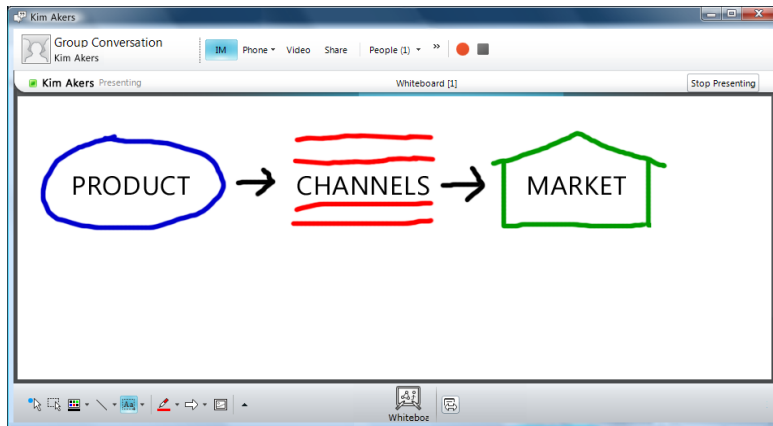 Kim Akers
Group Conversation
Kim Akers
IM Phone Video Share People (1) »
Kim Akers Presenting Whiteboard [1] Stop Presenting
PRODUCT CHANNELS MARKET
Aa
Whiteboa